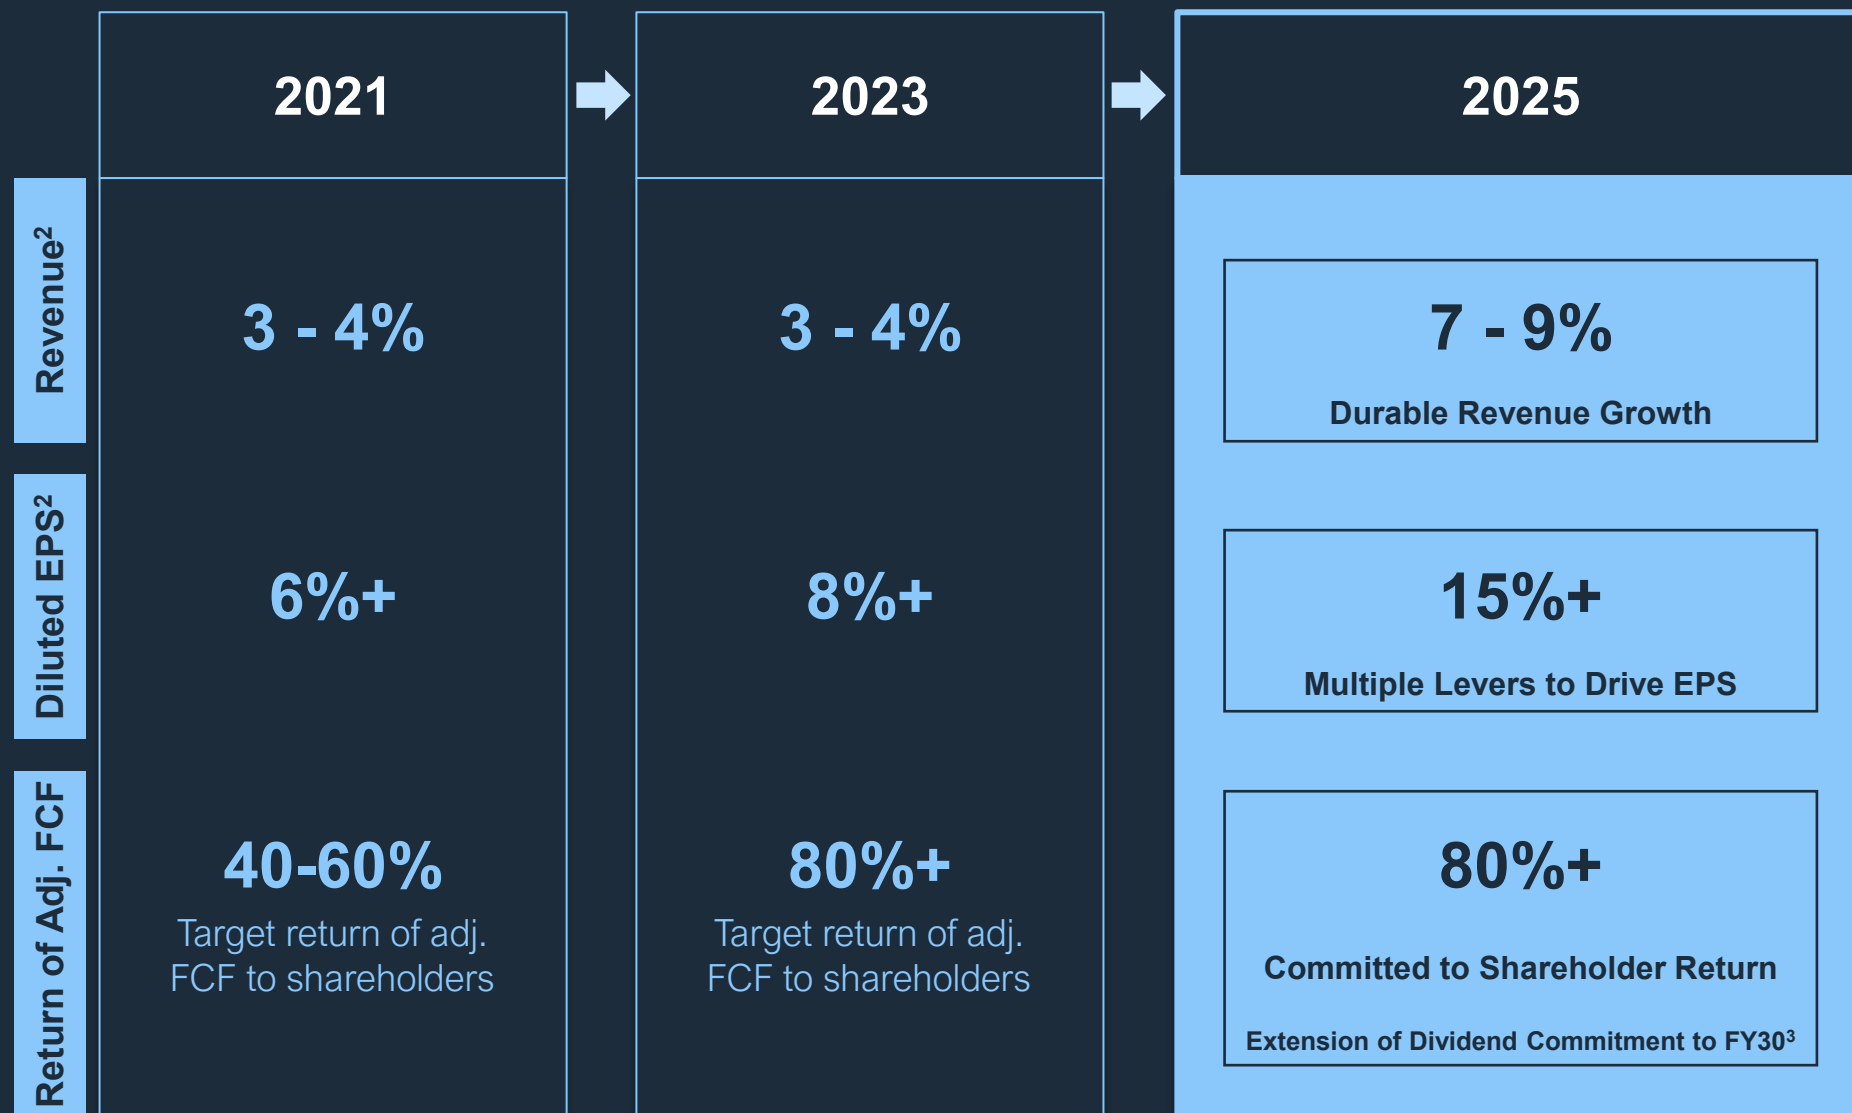 2021
2023
2025
Revenue²
3 - 4%
3 - 4%
7 - 9%
Durable Revenue Growth
Diluted EPS²
6%+
8%+
15%+
Multiple Levers to Drive EPS
Return of Adj. FCF
40-60%
Target return of adj.
FCF to shareholders
80%+
Target return of adj.
FCF to shareholders
80%+
Committed to Shareholder Return
Extension of Dividend Commitment to FY30³